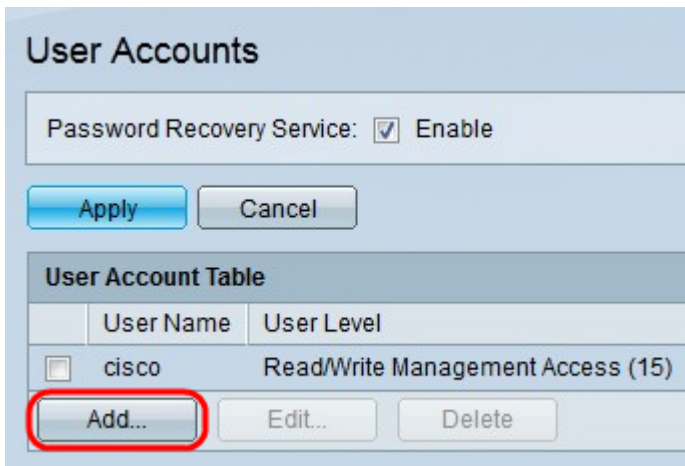 User Accounts
Password Recovery Service: Enable
Apply Cancel
User Account Table
User Name User Level
cisco Read/Write Management Access (15)
Add... Edit... Delete